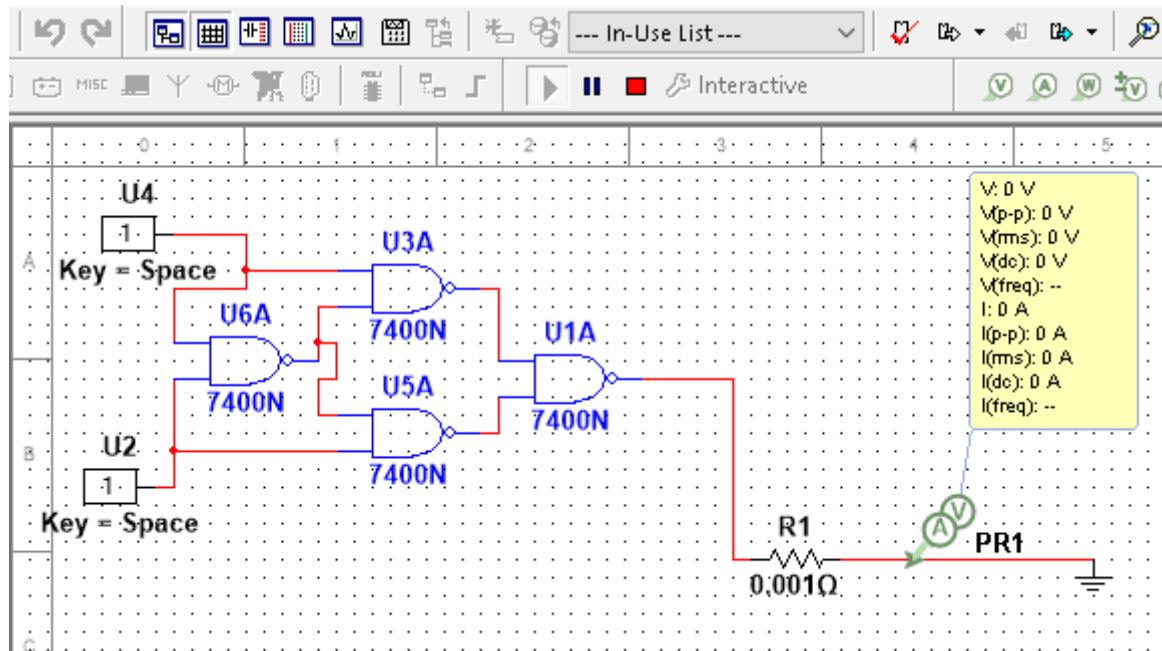 --- In-Use List ---
MISC
Interactive
V
A
W
V
0
1
2
3
4
5
A
B
C
U4
1
Key = Space
U3A
7400N
U6A
7400N
U1A
7400N
U5A
7400N
U2
1
Key = Space
V: 0 V
V(p-p): 0 V
V(rms): 0 V
V(dc): 0 V
V(freq): --
I: 0 A
I(p-p): 0 A
I(rms): 0 A
I(dc): 0 A
I(freq): --
V
A
PR1
R1
0.001Ω